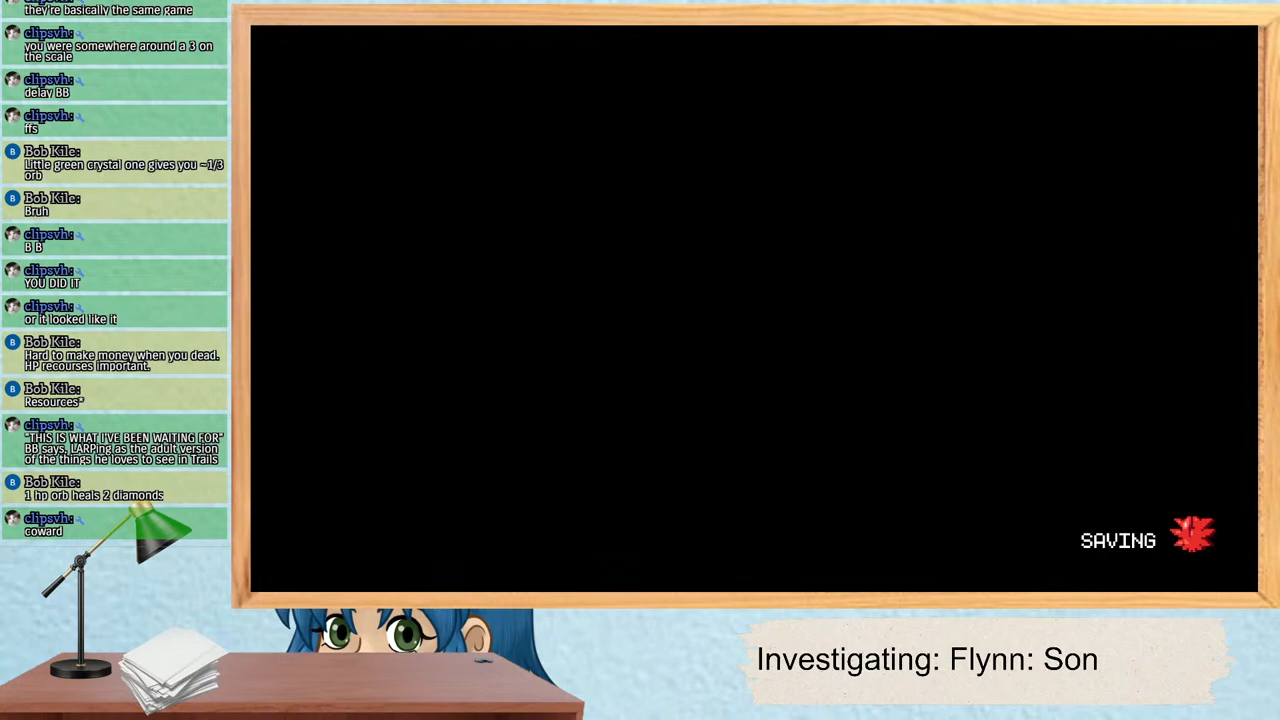 they're basically the same game
clipsvh:
you were somewhere around a 3 on
the scale
clipsvh:
delay BB
clipsvh:
ffs
B Bob Kile:
Little green crystal one gives you ~1/3
orb
B Bob Kile:
Bruh
clipsvh:
B B
clipsvh:
YOU DID IT
clipsvh:
or it looked like it
B Bob Kile:
Hard to make money when you dead.
HP recourses important.
B Bob Kile:
Resources*
clipsvh:
"THIS IS WHAT I'VE BEEN WAITING FOR"
BB says, LARPing as the adult version
of the things he loves to see in Trails
B Bob Kile:
1 hp orb heals 2 diamonds
clipsvh:
coward
SAVING
Investigating: Flynn: Son